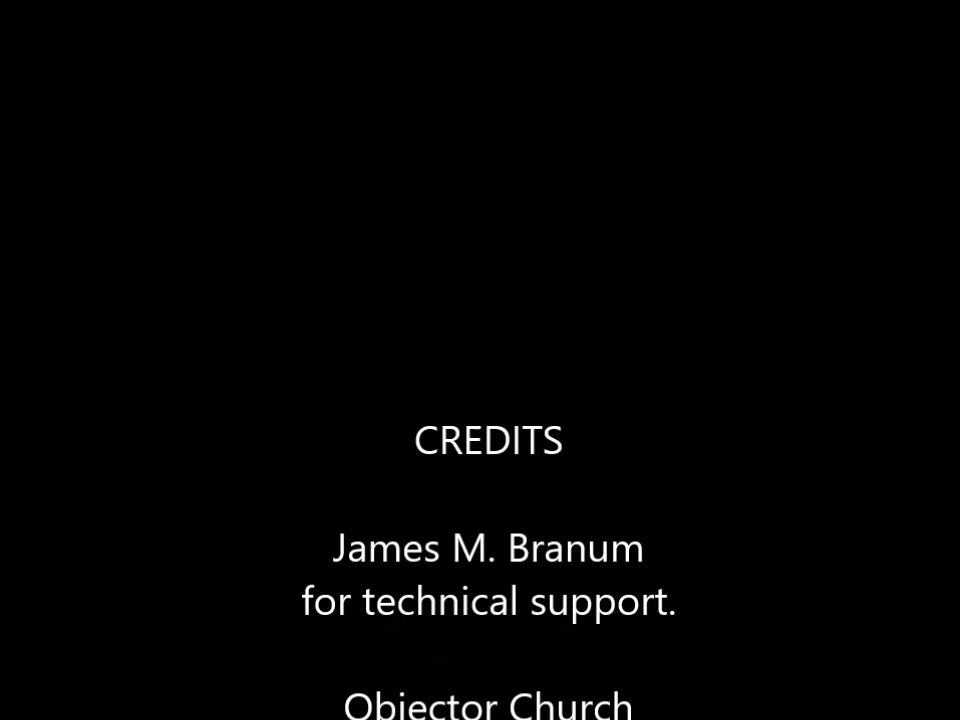 CREDITS
James M. Branum
for technical support.
Objector Church